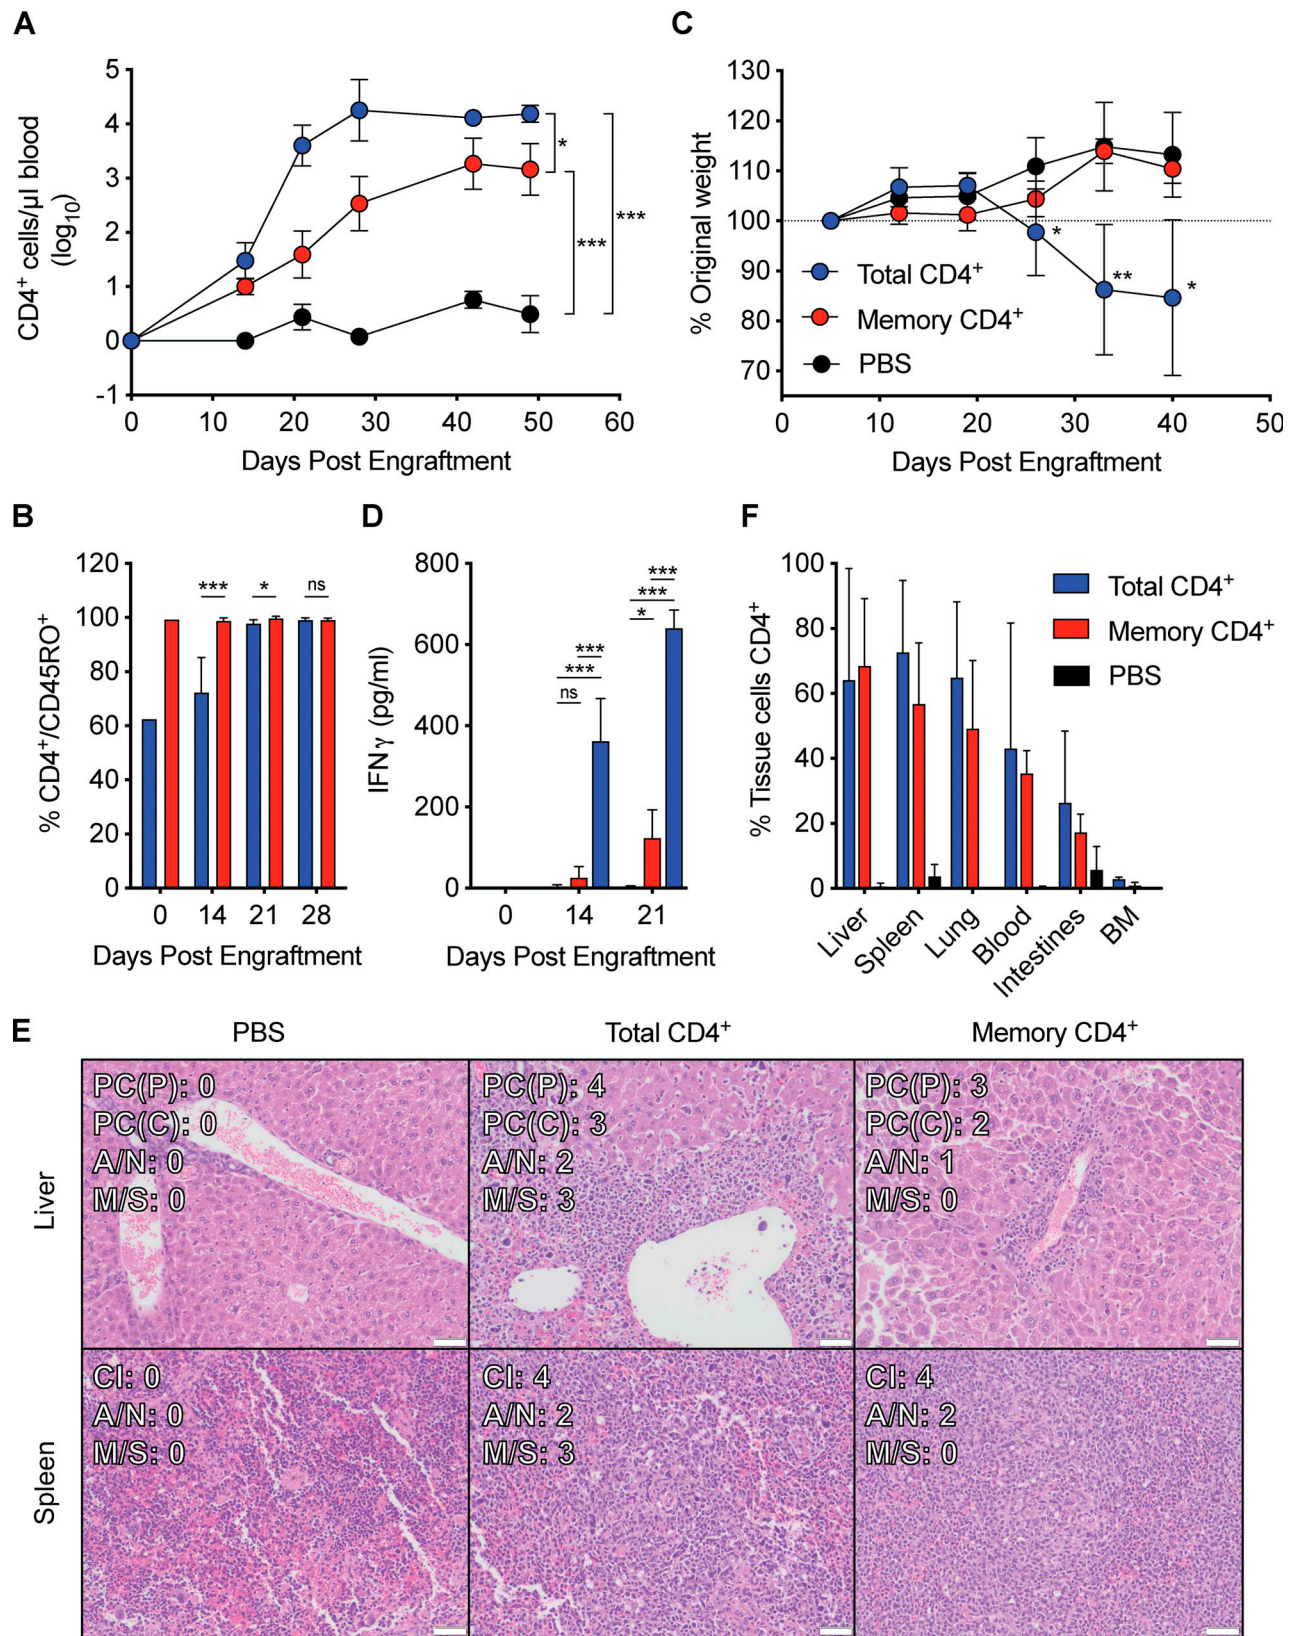 A
CD4⁺ cells/µl blood
(log₁₀)
5
4
3
2
1
0
-1
*
***
***
0 10 20 30 40 50 60
Days Post Engraftment
C
% Original weight
130
120
110
100
90
80
70
*
**
*
Total CD4⁺
Memory CD4⁺
PBS
0 10 20 30 40 50
Days Post Engraftment
B
% CD4⁺/CD45RO⁺
120
100
80
60
40
20
0
*** * ns
0 14 21 28
Days Post Engraftment
D
IFNγ (pg/ml)
800
600
400
200
0
***
***
ns
***
***
*
0 14 21
Days Post Engraftment
F
% Tissue cells CD4⁺
100
80
60
40
20
0
Total CD4⁺
Memory CD4⁺
PBS
Liver
Spleen
Lung
Blood
Intestines
BM
E
PBS Total CD4⁺ Memory CD4⁺
Liver
PC(P): 0
PC(C): 0
A/N: 0
M/S: 0
PC(P): 4
PC(C): 3
A/N: 2
M/S: 3
PC(P): 3
PC(C): 2
A/N: 1
M/S: 0
Spleen
CI: 0
A/N: 0
M/S: 0
CI: 4
A/N: 2
M/S: 3
CI: 4
A/N: 2
M/S: 0